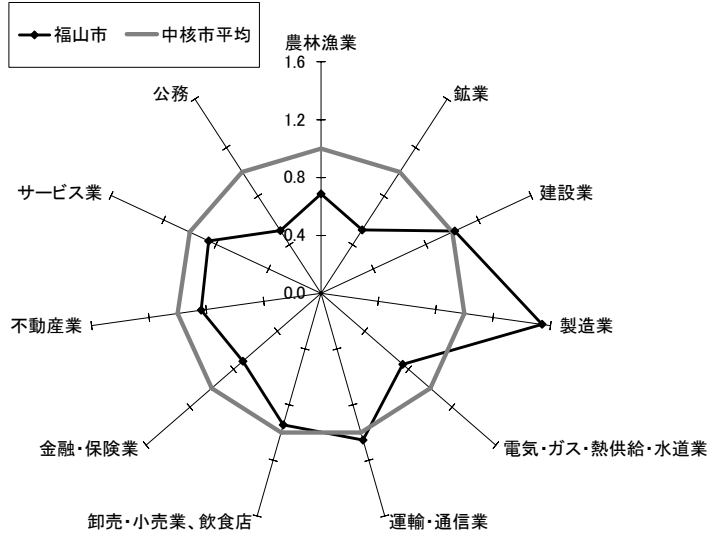 福山市 中核市平均
農林漁業
1.6
公務
鉱業
1.2
サービス業
建設業
0.8
0.4
0.0
不動産業
製造業
金融・保険業
電気・ガス・熱供給・水道業
卸売・小売業、飲食店
運輸・通信業